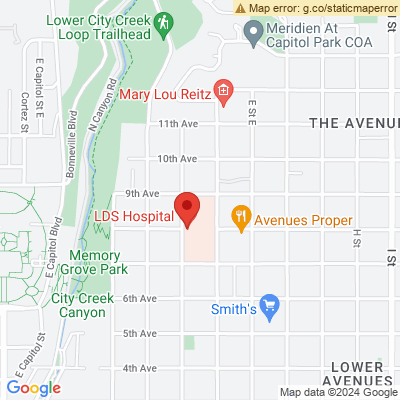 Map error: g.co/staticmaperror
Lower City Creek
Loop Trailhead
Meridien At
Capitol Park COA
E Capitol St E
Cortez St
Bonneville Blvd
N Canyon Rd
Mary Lou Reitz
E St E
11th Ave
THE AVENUES
10th Ave
9th Ave
LDS Hospital
Avenues Proper
E Capitol Blvd
H St
I St
Memory
Grove Park
City Creek
Canyon
6th Ave
Smith's
5th Ave
E Capitol St
4th Ave
LOWER
AVENUES
Google
Map data ©2024 Google